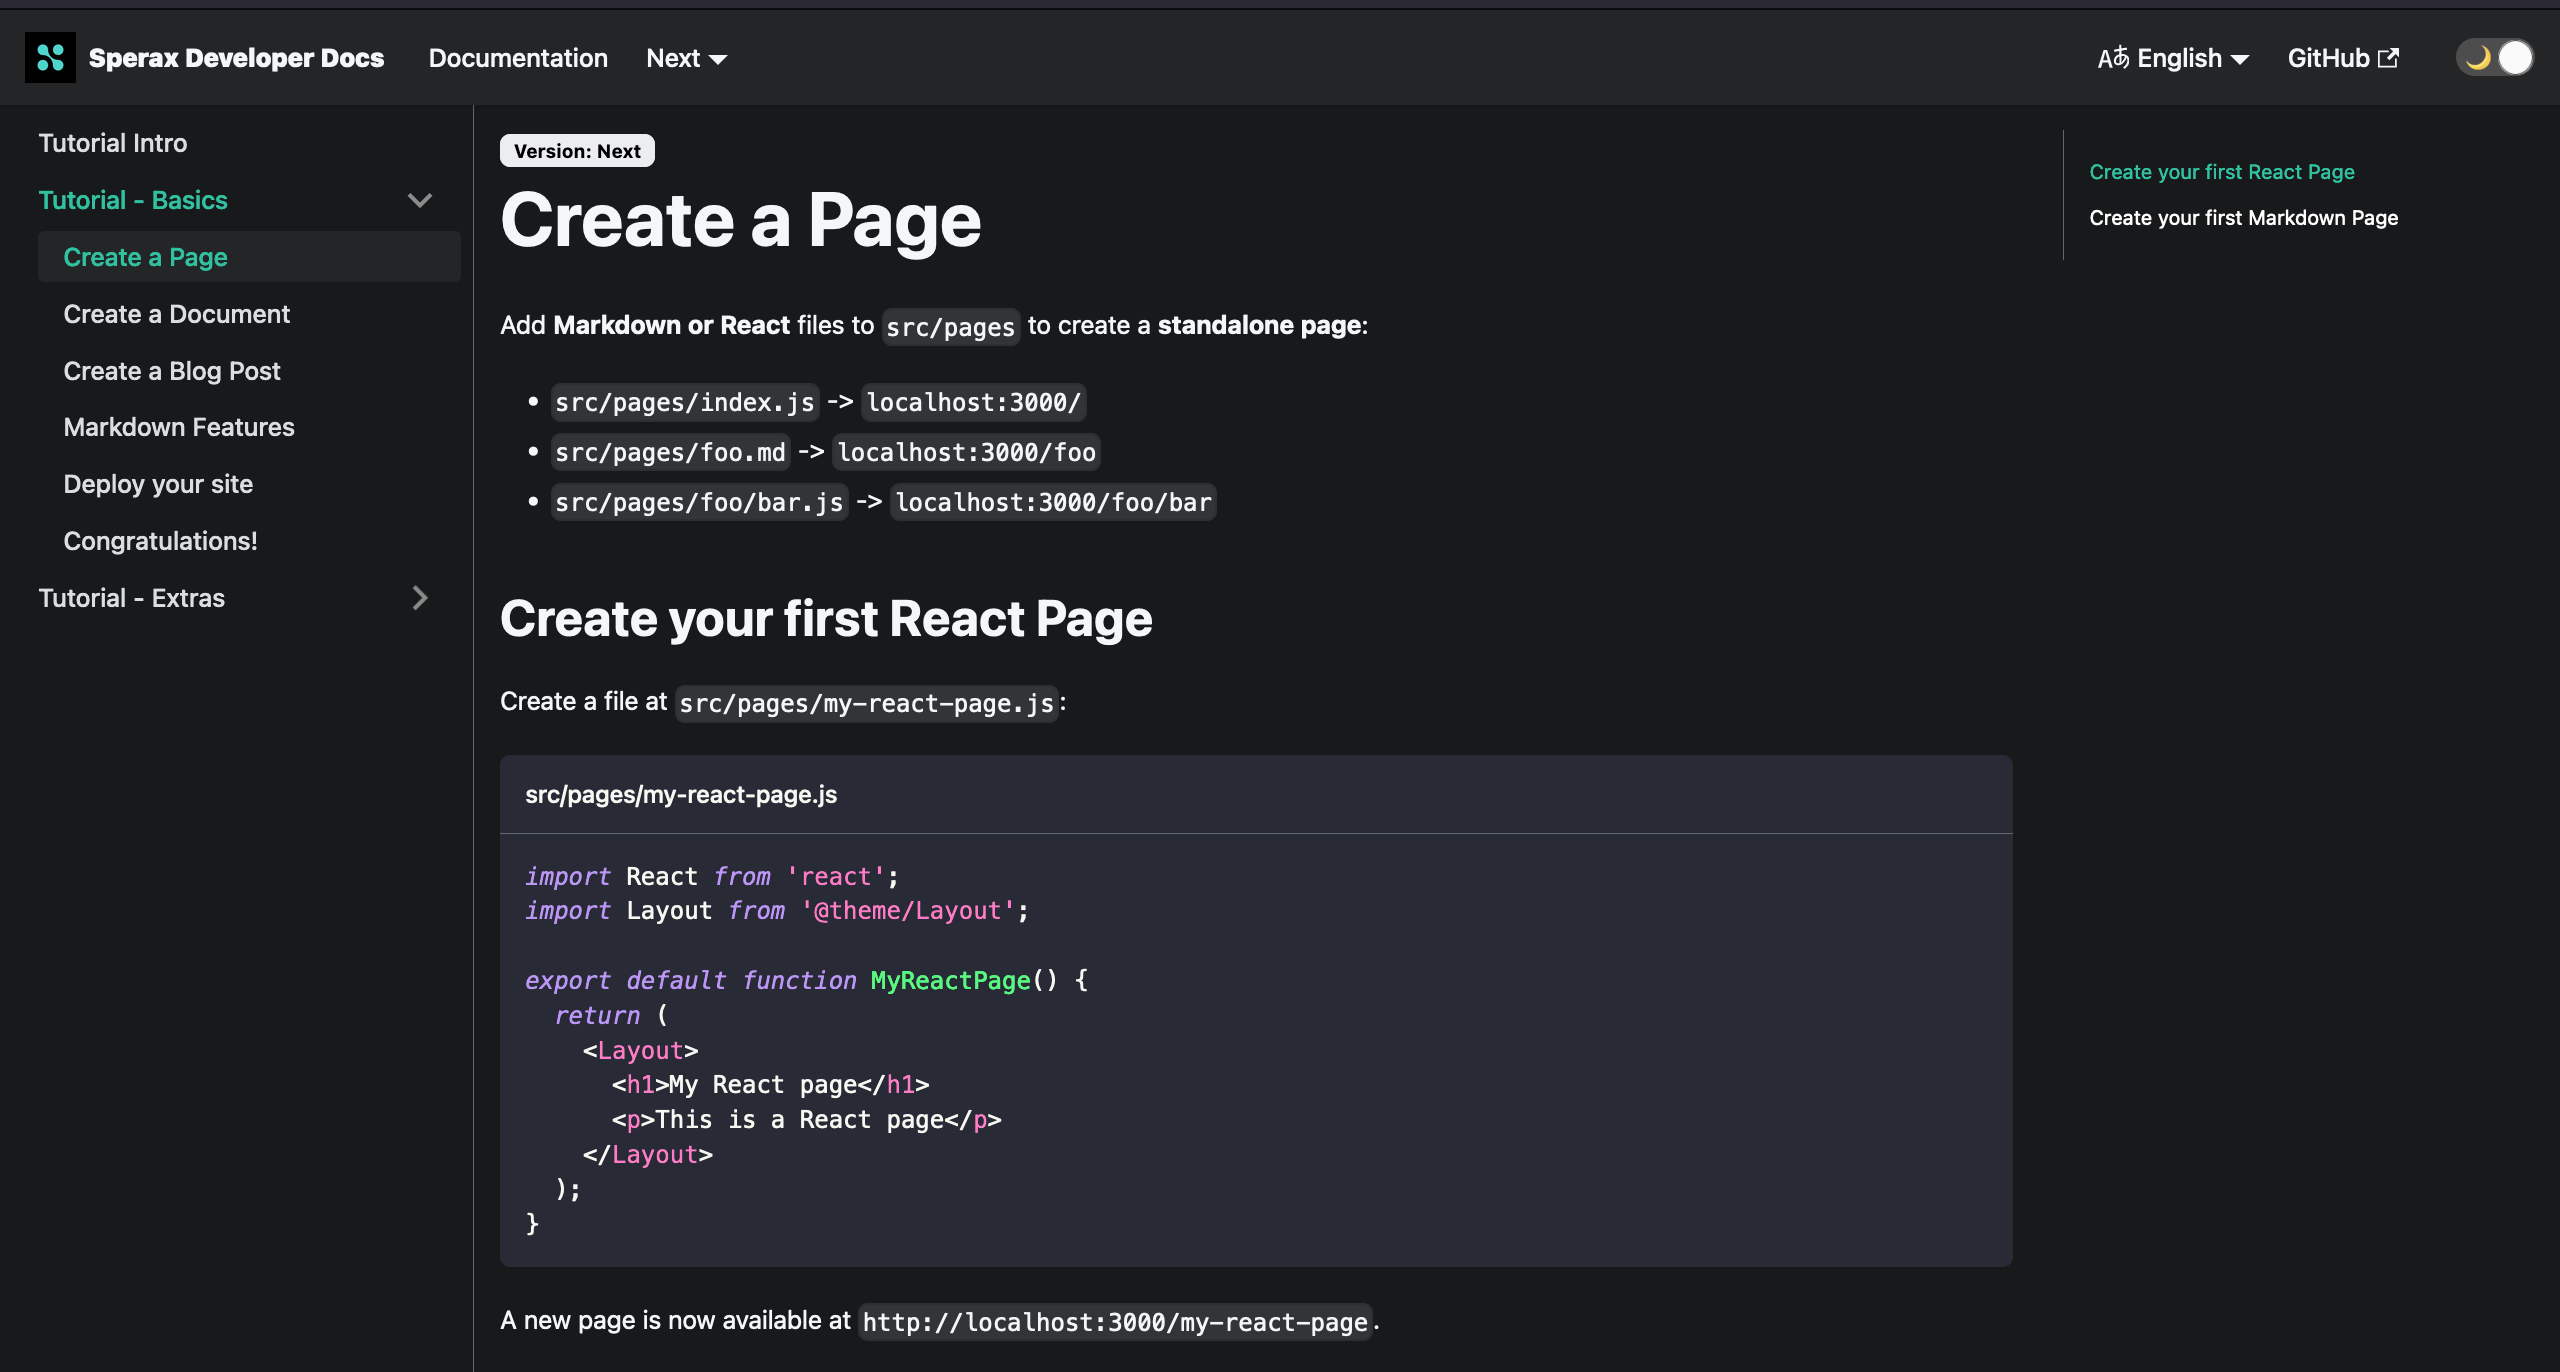 Sperax Developer Docs Documentation Next Aあ English GitHub
Tutorial Intro
Tutorial - Basics
Create a Page
Create a Document
Create a Blog Post
Markdown Features
Deploy your site
Congratulations!
Tutorial - Extras
Version: Next
Create a Page
Add Markdown or React files to src/pages to create a standalone page:
• src/pages/index.js -> localhost:3000/
• src/pages/foo.md -> localhost:3000/foo
• src/pages/foo/bar.js -> localhost:3000/foo/bar
Create your first React Page
Create a file at src/pages/my-react-page.js:
src/pages/my-react-page.js
import React from 'react';
import Layout from '@theme/Layout';
export default function MyReactPage() {
  return (
    <Layout>
      <h1>My React page</h1>
      <p>This is a React page</p>
    </Layout>
  );
}
A new page is now available at http://localhost:3000/my-react-page.
Create your first React Page
Create your first Markdown Page